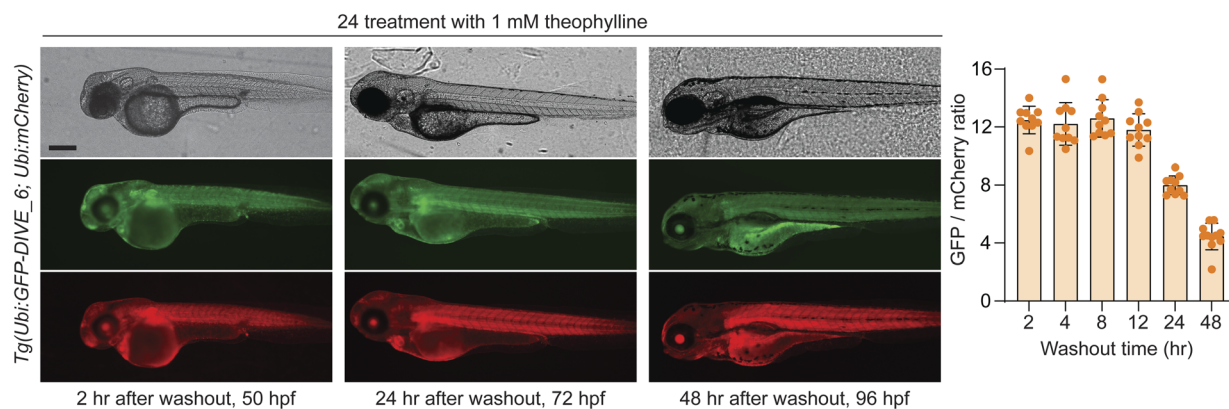 24 treatment with 1 mM theophylline
Tg(Ubi:GFP-DIVE_6; Ubi:mCherry)
2 hr after washout, 50 hpf
24 hr after washout, 72 hpf
48 hr after washout, 96 hpf
GFP / mCherry ratio
16
12
8
4
0
2 4 8 12 24 48
Washout time (hr)